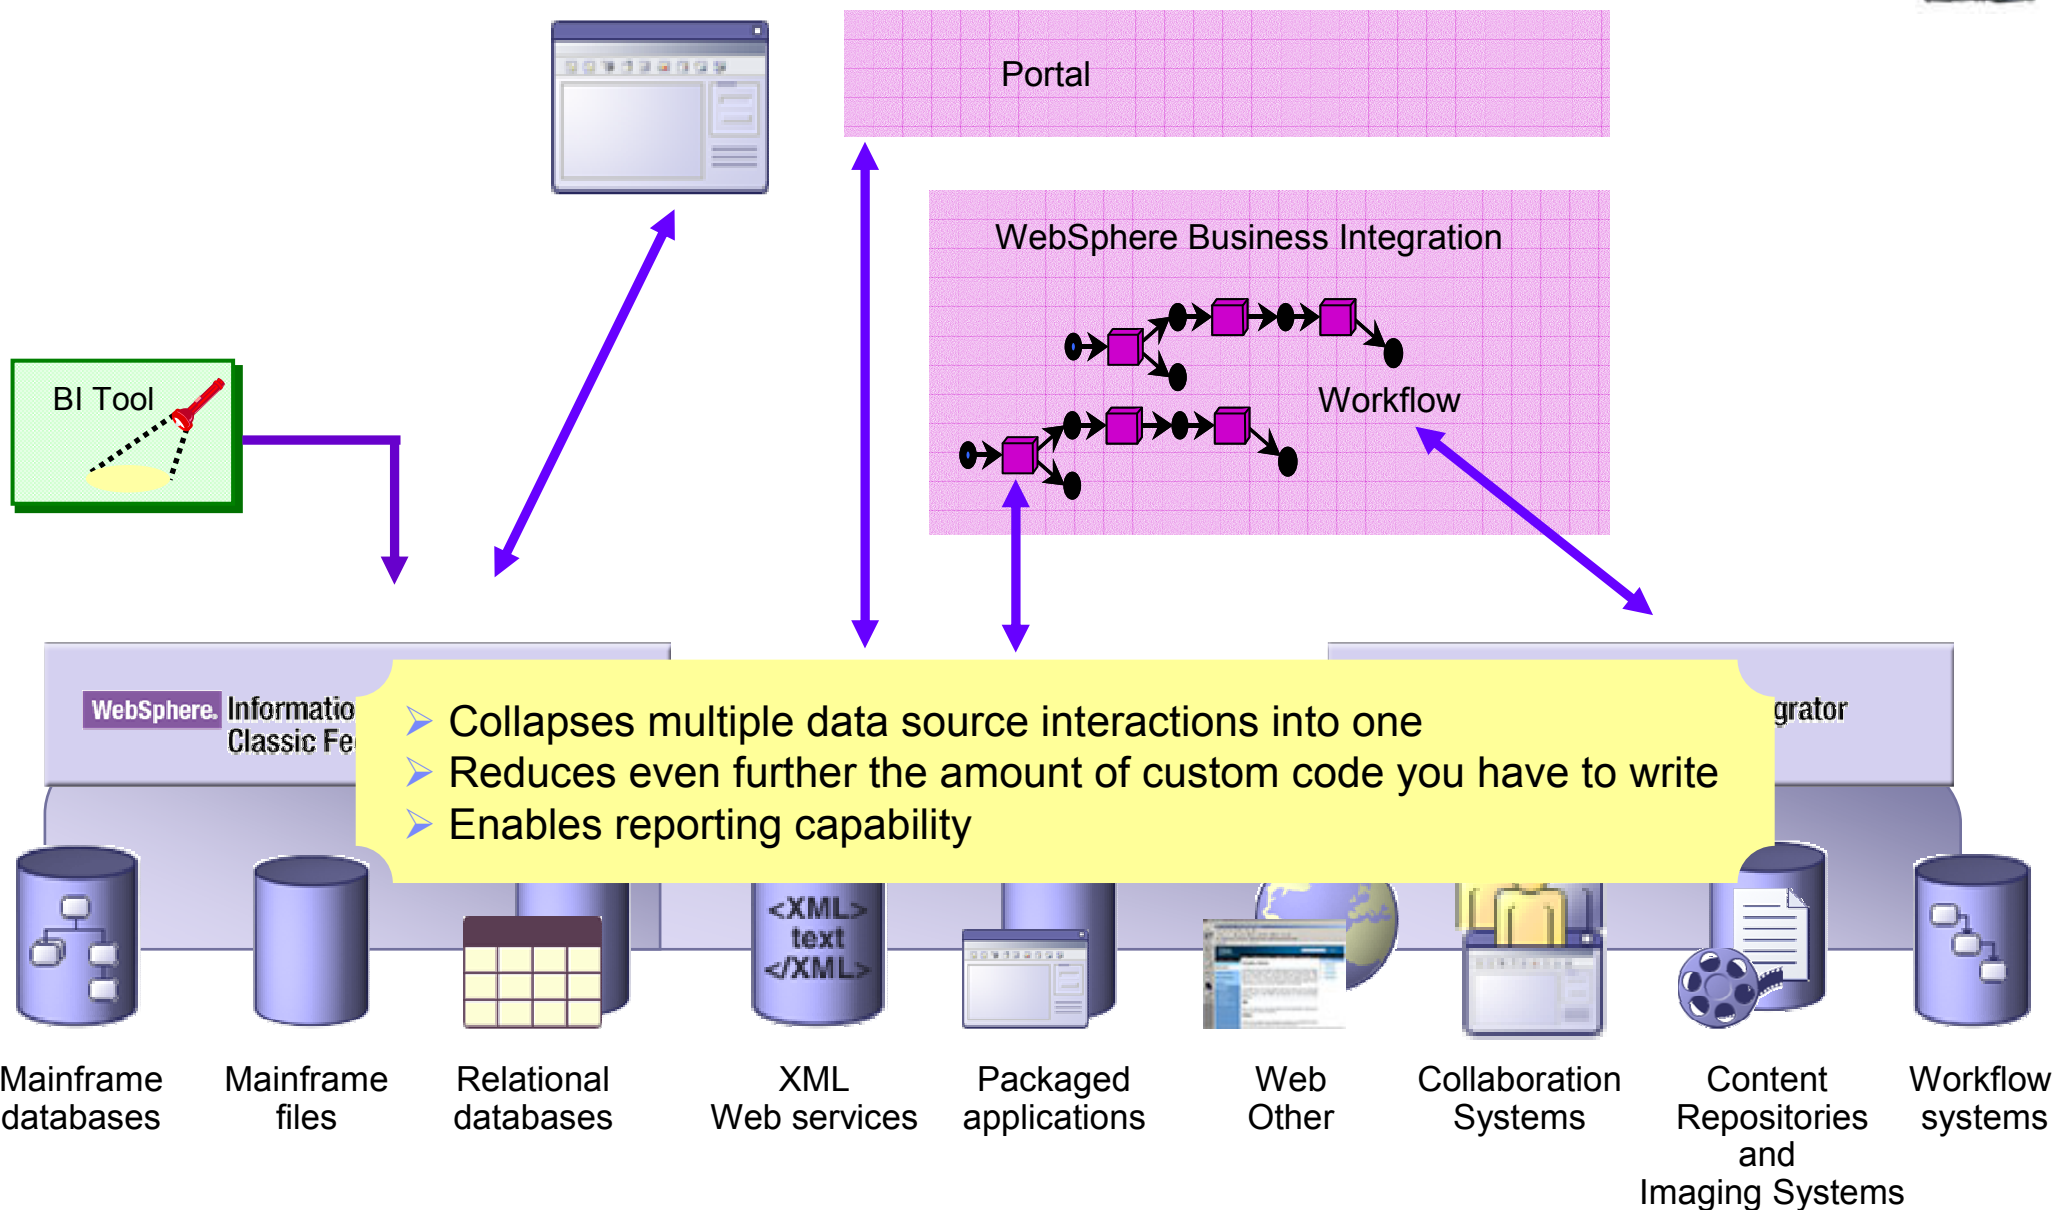 Portal
WebSphere Business Integration
Workflow
BI Tool
WebSphere. Informatio
Classic Fe
grator
➢ Collapses multiple data source interactions into one
➢ Reduces even further the amount of custom code you have to write
➢ Enables reporting capability
<XML>
text
</XML>
Mainframe
databases
Mainframe
files
Relational
databases
XML
Web services
Packaged
applications
Web
Other
Collaboration
Systems
Content
Repositories
and
Imaging Systems
Workflow
systems